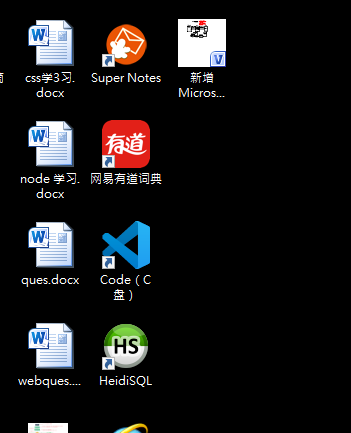 css学3习.
docx
Super Notes
新增
Micros...
node 学习.
docx
有道
网易有道词典
ques.docx
Code（C
盘）
webques....
HS
HeidiSQL